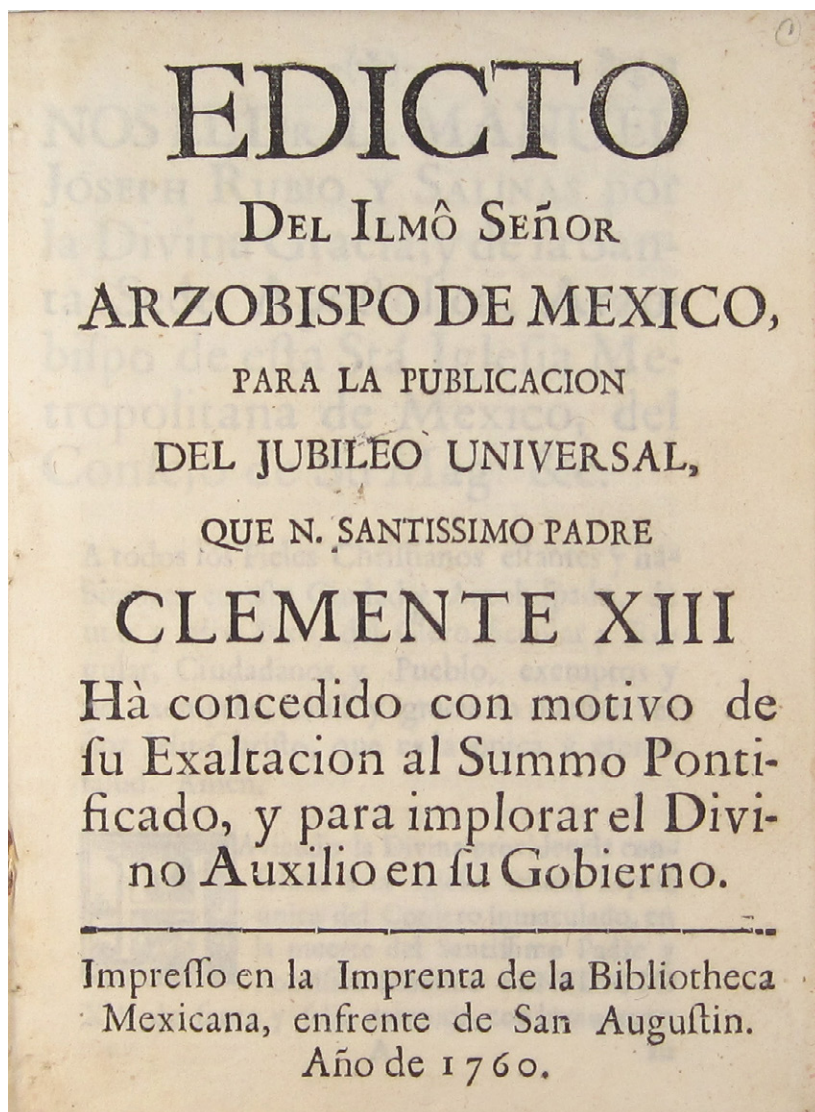 EDICTO
DEL ILMÔ SEÑOR
ARZOBISPO DE MEXICO,
PARA LA PUBLICACION
DEL JUBILEO UNIVERSAL,
QUE N. SANTISSIMO PADRE
CLEMENTE XIII
Hà concedido con motivo de
ſu Exaltacion al Summo Ponti-
ficado, y para implorar el Divi-
no Auxilio en ſu Gobierno.
Impreſſo en la Imprenta de la Bibliotheca
Mexicana, enfrente de San Auguſtin.
Año de 1760.